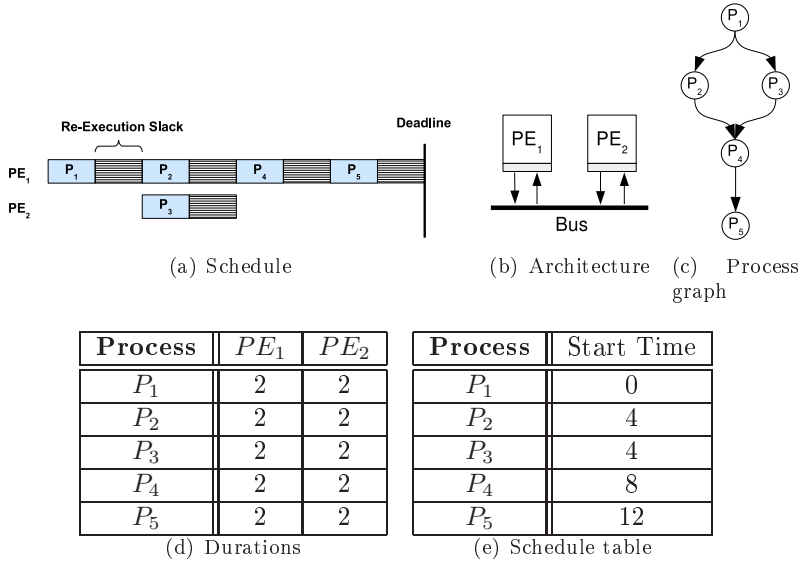 Re-Execution Slack
Deadline
PE1
P1 P2 P4 P5
PE2
P3
(a) Schedule
PE1 PE2
Bus
(b) Architecture
P1
P2 P3
P4
P5
(c) Process
graph
Process PE1 PE2
P1 2 2
P2 2 2
P3 2 2
P4 2 2
P5 2 2
(d) Durations
Process Start Time
P1 0
P2 4
P3 4
P4 8
P5 12
(e) Schedule table